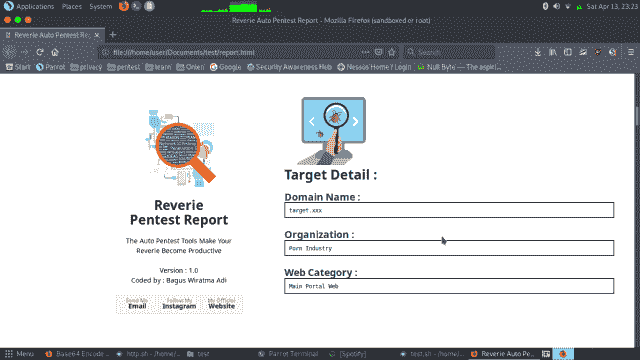 Applications Places System
Sat Apr 13, 23:23
Reverie Auto Pentest Report - Mozilla Firefox (sandboxed or root)
Reverie Auto Pentest Report
file:///home/user/Documents/test/report.html
Search
Start Parrot privacy pentest learn Google Security Awareness Hub Nessos Home / Login Null Byte — The aspiri...
Reverie
Pentest Report
The Auto Pentest Tools Make Your
Reverie Become Productive
Version : 1.0
Coded by : Bagus Wiratma Adi
Email
Instagram
Website
Target Detail :
Domain Name :
target.xxx
Organization :
Porn Industry
Web Category :
Main Portal Web
Menu Base64 Encode... http.sh - /home/... test Parrot Terminal [Spotify] test.sh - /home/... Reverie Auto Pe...